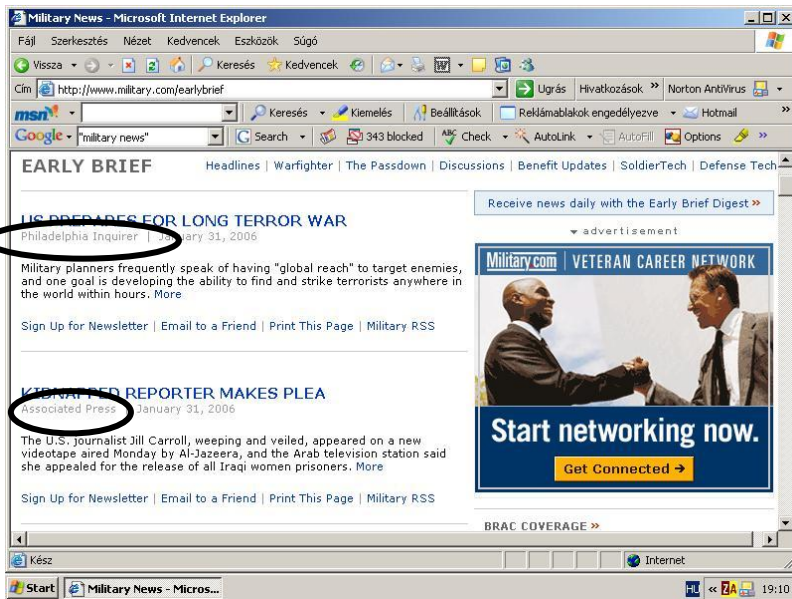 Military News - Microsoft Internet Explorer
Fájl Szerkesztés Nézet Kedvencek Eszközök Súgó
Vissza Keresés Kedvencek
Cím http://www.military.com/earlybrief Ugrás Hivatkozások » Norton AntiVirus
msn Keresés Kiemelés Beállítások Reklámablakok engedélyezve Hotmail »
Google "military news" Search 343 blocked ABC Check AutoLink AutoFill Options »
EARLY BRIEF Headlines | Warfighter | The Passdown | Discussions | Benefit Updates | SoldierTech | Defense Tech
Receive news daily with the Early Brief Digest »
US PREPARES FOR LONG TERROR WAR
Philadelphia Inquirer | January 31, 2006
Military planners frequently speak of having "global reach" to target enemies,
and one goal is developing the ability to find and strike terrorists anywhere in
the world within hours. More
Sign Up for Newsletter | Email to a Friend | Print This Page | Military RSS
KIDNAPPED REPORTER MAKES PLEA
Associated Press January 31, 2006
The U.S. journalist Jill Carroll, weeping and veiled, appeared on a new
videotape aired Monday by Al-Jazeera, and the Arab television station said
she appealed for the release of all Iraqi women prisoners. More
Sign Up for Newsletter | Email to a Friend | Print This Page | Military RSS
advertisement
Military.com | VETERAN CAREER NETWORK
Start networking now.
Get Connected →
BRAC COVERAGE »
Kész Internet
Start Military News - Micros... HU « ZA 19:10